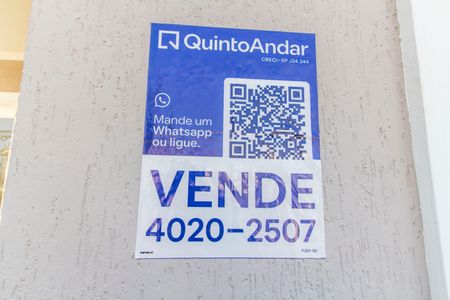 QuintoAndar
CRECI-SP J24.344
Mande um
Whatsapp
ou ligue.
VENDE
4020-2507